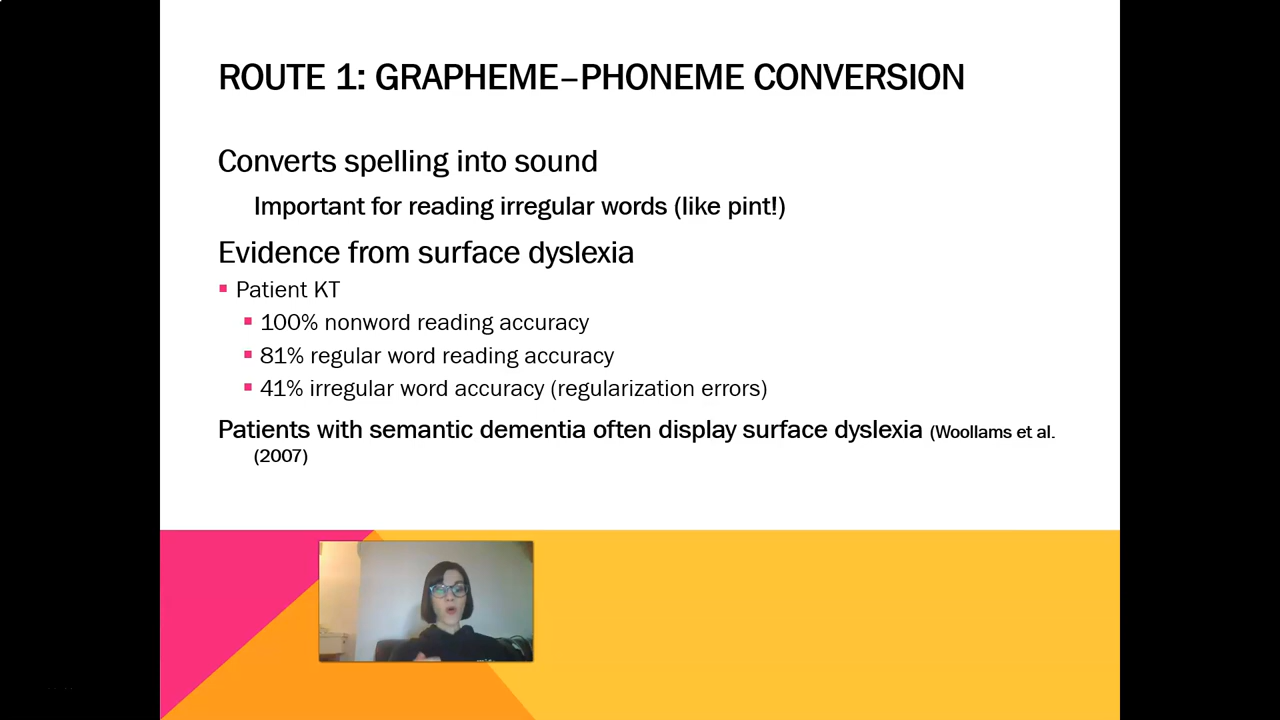 ROUTE 1: GRAPHEME–PHONEME CONVERSION
Converts spelling into sound
Important for reading irregular words (like pint!)
Evidence from surface dyslexia
Patient KT
100% nonword reading accuracy
81% regular word reading accuracy
41% irregular word accuracy (regularization errors)
Patients with semantic dementia often display surface dyslexia (Woollams et al.
(2007)